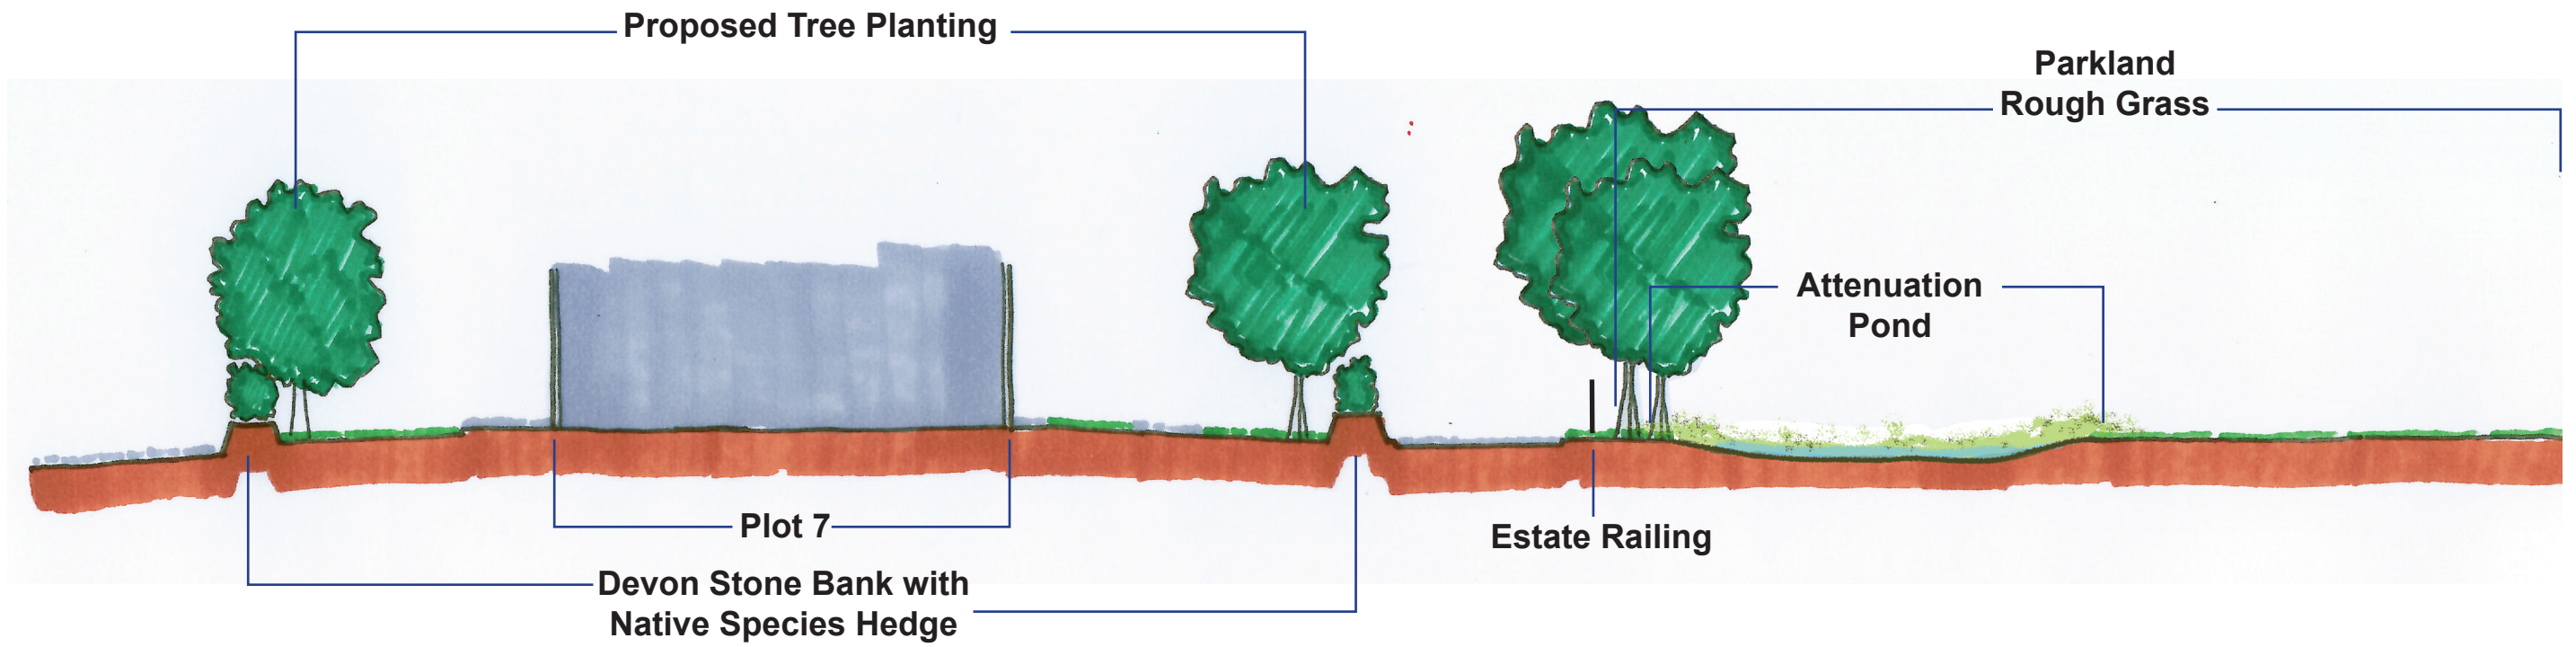 Proposed Tree Planting
Parkland
Rough Grass
Attenuation
Pond
Plot 7
Estate Railing
Devon Stone Bank with
Native Species Hedge